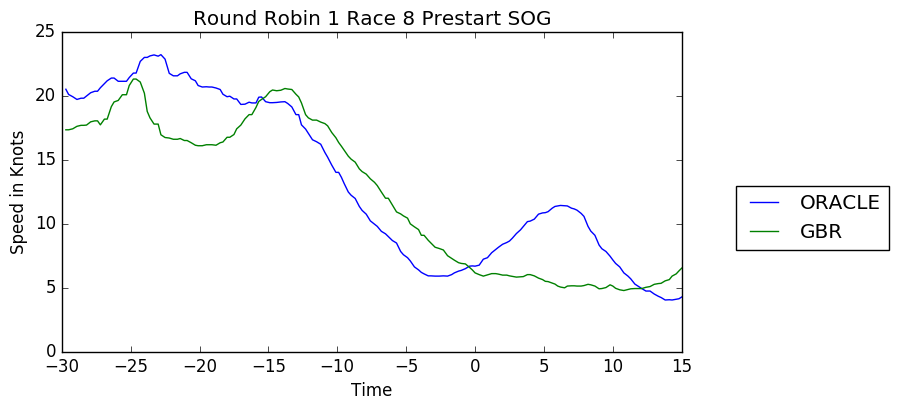 Round Robin 1 Race 8 Prestart SOG
25
20
15
10
5
0
Speed in Knots
−30 −25 −20 −15 −10 −5 0 5 10 15
Time
ORACLE
GBR